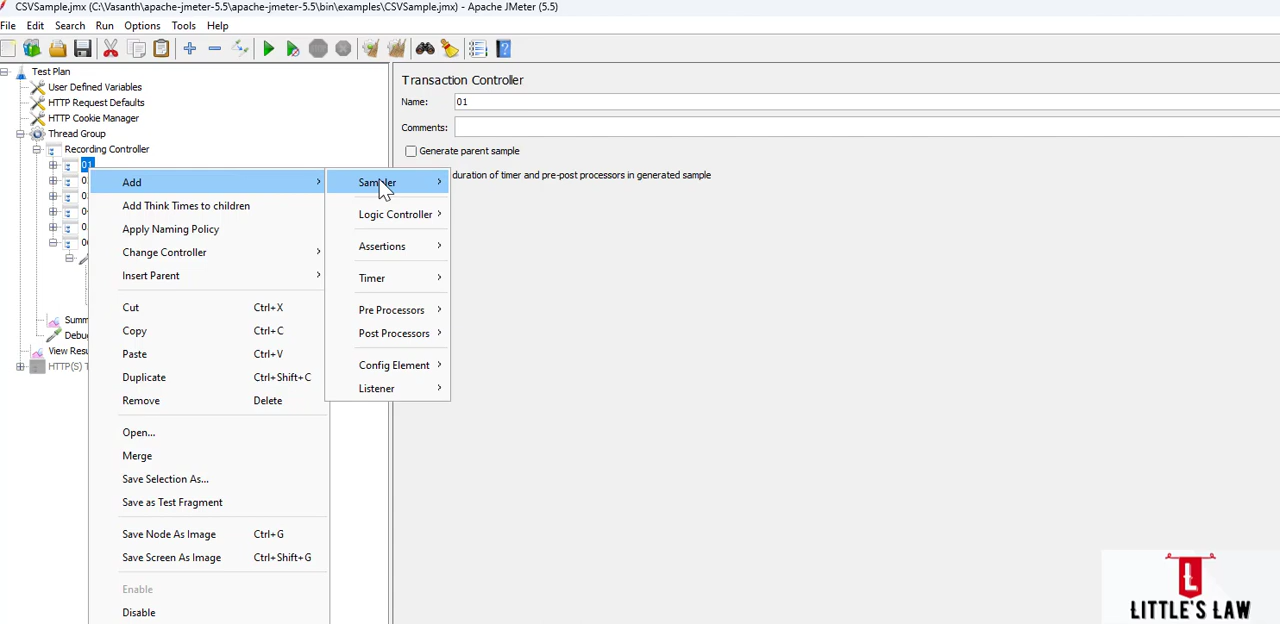 CSVSample.jmx (C:\Vasanth\apache-jmeter-5.5\apache-jmeter-5.5\bin\examples\CSVSample.jmx) - Apache JMeter (5.5)
File Edit Search Run Options Tools Help
Test Plan
User Defined Variables
HTTP Request Defaults
HTTP Cookie Manager
Thread Group
Recording Controller
01
Summ
Debu
View Resu
HTTP(S) T
Add
Add Think Times to children
Apply Naming Policy
Change Controller
Insert Parent
Cut Ctrl+X
Copy Ctrl+C
Paste Ctrl+V
Duplicate Ctrl+Shift+C
Remove Delete
Open...
Merge
Save Selection As...
Save as Test Fragment
Save Node As Image Ctrl+G
Save Screen As Image Ctrl+Shift+G
Enable
Disable
Sampler
Logic Controller
Assertions
Timer
Pre Processors
Post Processors
Config Element
Listener
Transaction Controller
Name: 01
Comments:
Generate parent sample
duration of timer and pre-post processors in generated sample
L
LITTLE'S LAW